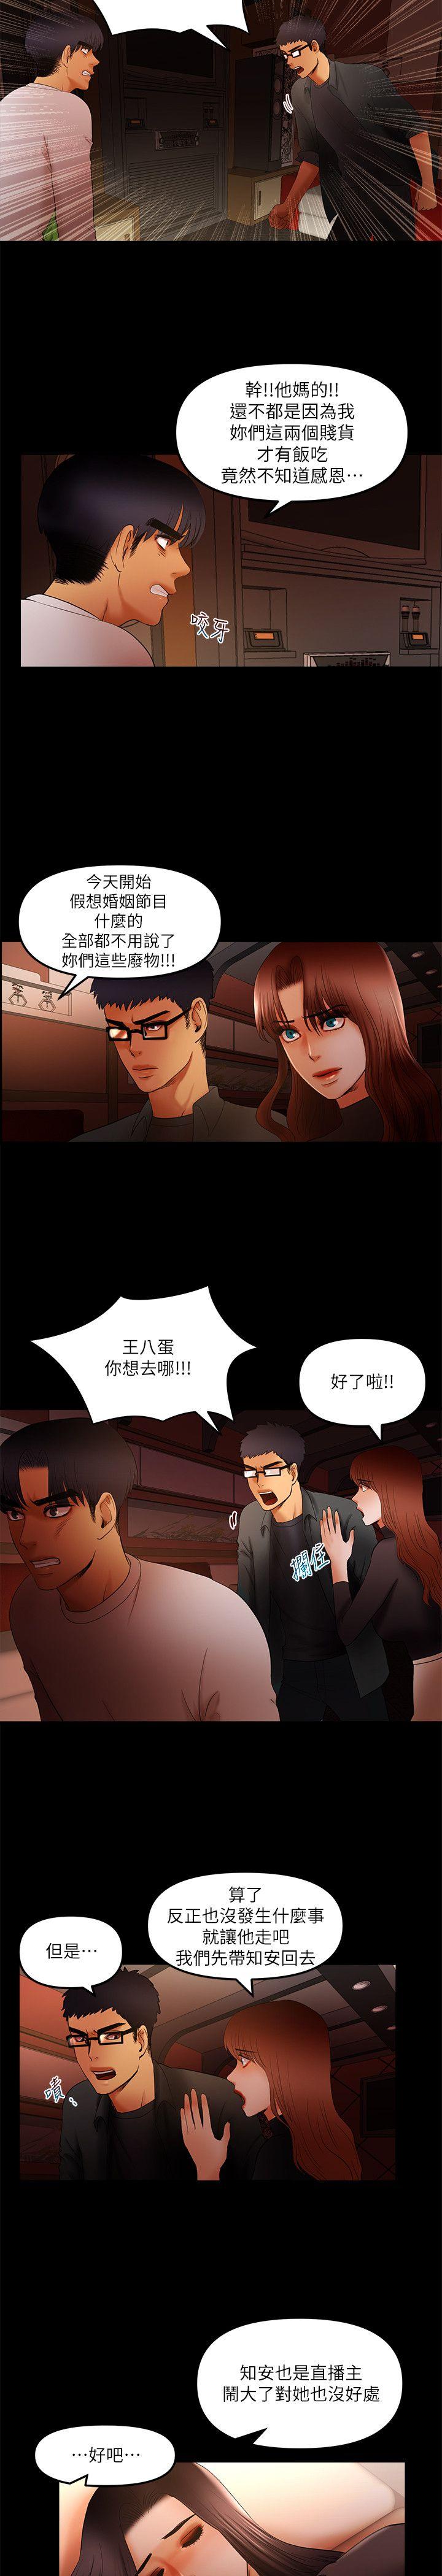 幹!!他媽的!!
還不都是因為我
妳們這兩個賤貨
才有飯吃
竟然不知道感恩…
咬牙
今天開始
假想婚姻節目
什麼的
全部都不用說了
妳們這些廢物!!!
王八蛋
你想去哪!!!
好了啦!!
攔住
算了
反正也沒發生什麼事
就讓他走吧
我們先帶知安回去
但是…
嘖…
知安也是直播主
鬧大了對她也沒好處
…好吧…